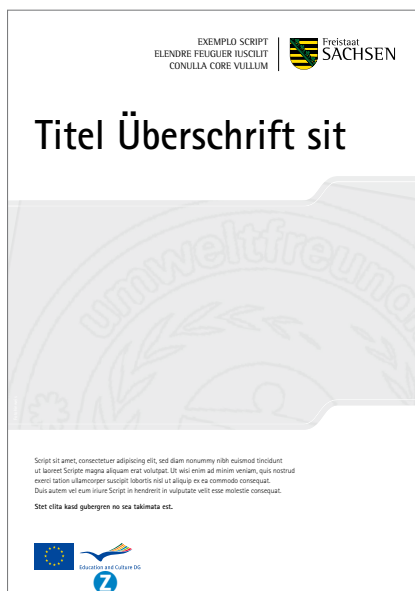 EXEMPLO SCRIPT
ELENDRE FEUGUER IUSCILIT
CONULLA CORE VULLUM
Freistaat
SACHSEN
Titel Überschrift sit
umweltfreund
Script sit amet, consectetuer adipiscing elit, sed diam nonummy nibh euismod tincidunt
ut laoreet Scripte magna aliquam erat volutpat. Ut wisi enim ad minim veniam, quis nostrud
exerci tation ullamcorper suscipit lobortis nisl ut aliquip ex ea commodo consequat.
Duis autem vel eum iriure Script in hendrerit in vulputate velit esse molestie consequat.
Stet clita kasd gubergren no sea takimata est.
Education and Culture DG
Z